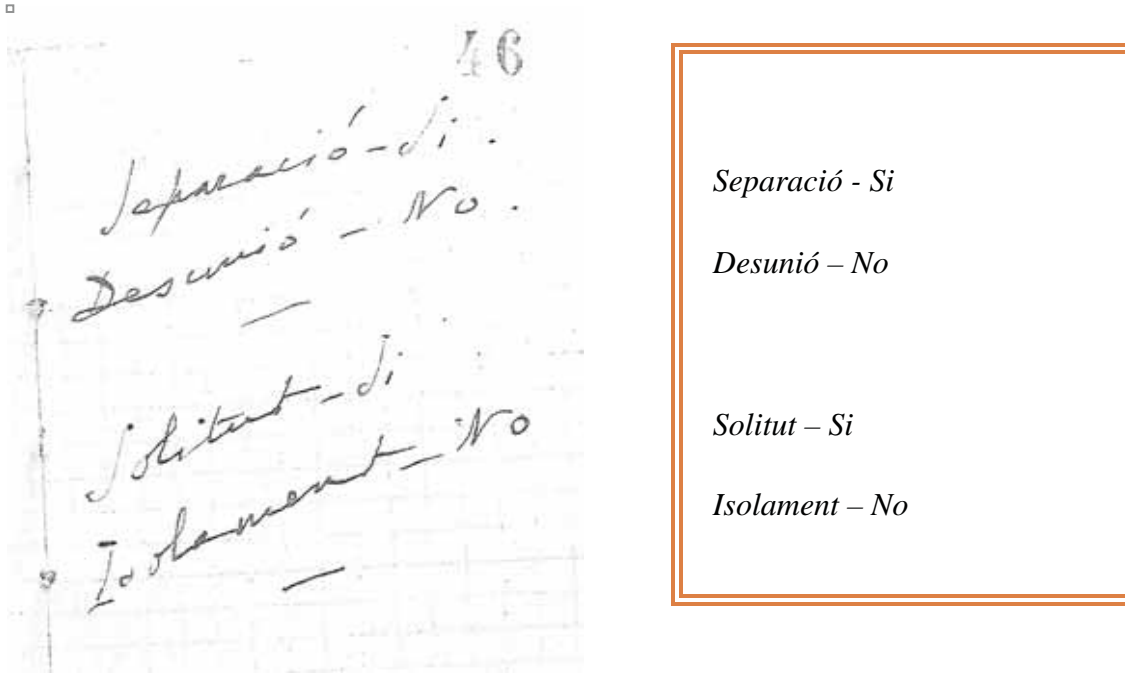 46
Separació - Si.
Desunió - No.
Solitut - Si
Isolament - No
Separació - Si
Desunió – No
Solitut – Si
Isolament – No